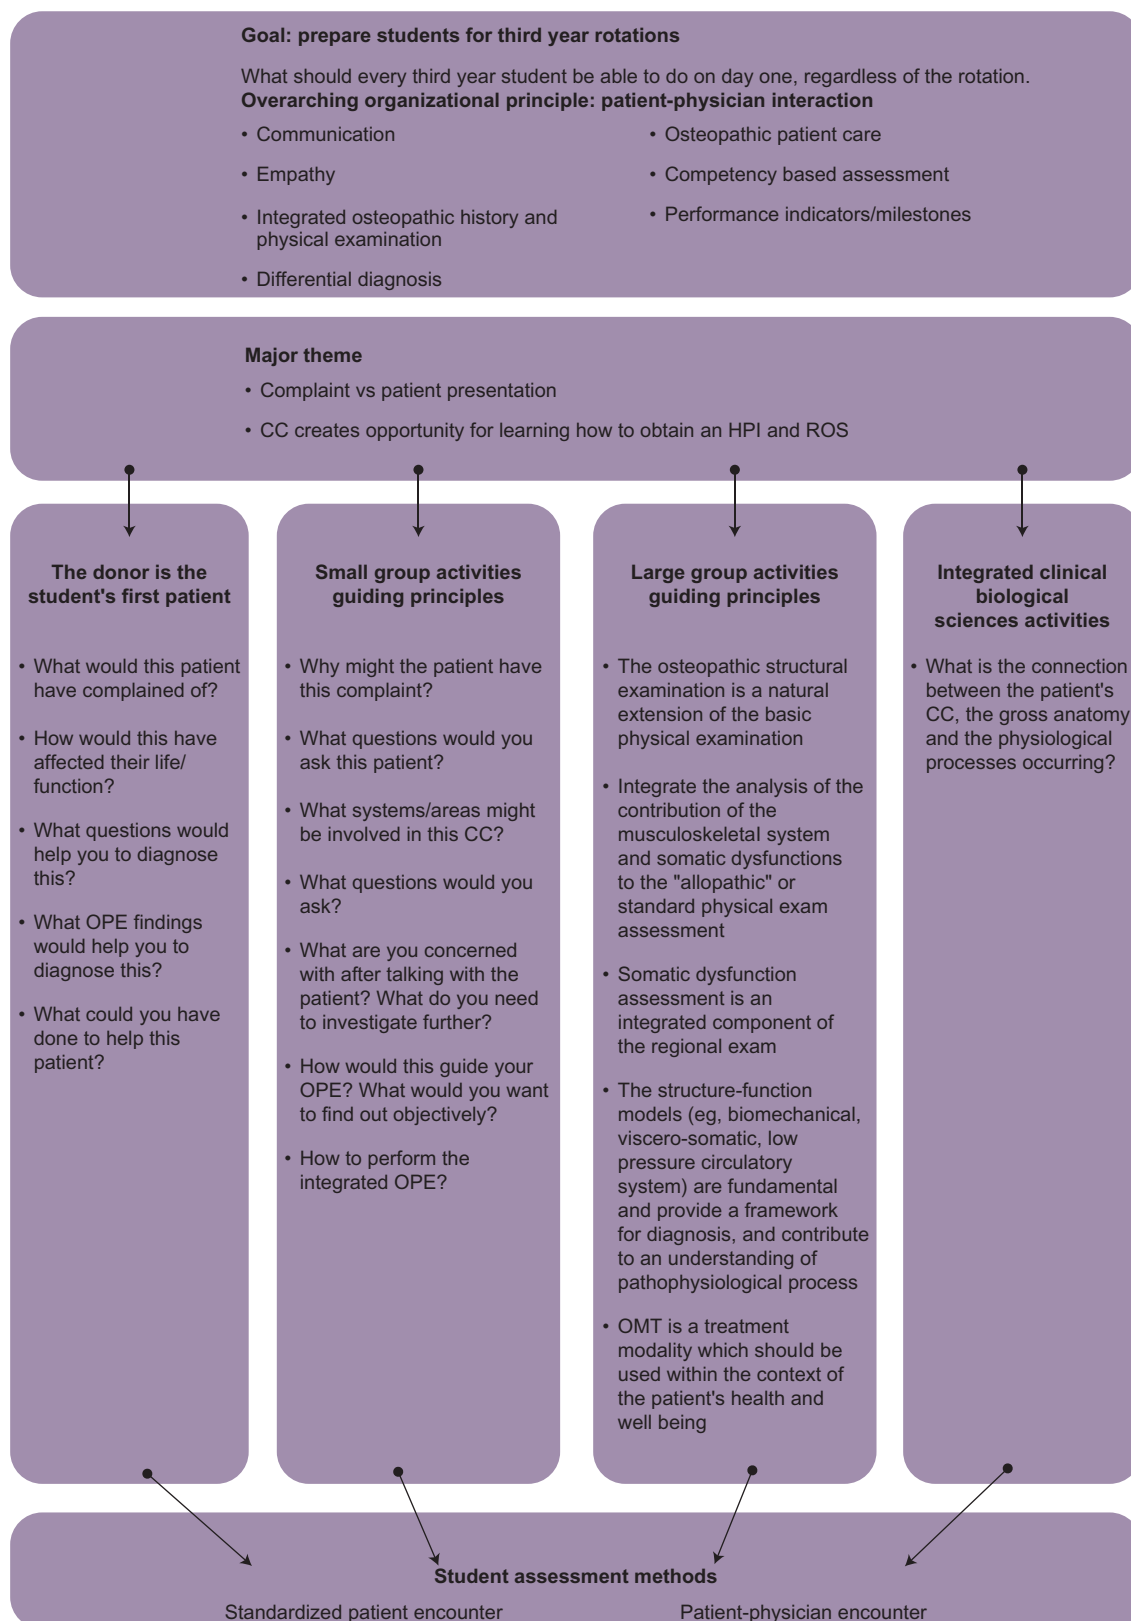 Goal: prepare students for third year rotations
What should every third year student be able to do on day one, regardless of the rotation.
Overarching organizational principle: patient-physician interaction
• Communication
• Empathy
• Integrated osteopathic history and
physical examination
• Differential diagnosis
• Osteopathic patient care
• Competency based assessment
• Performance indicators/milestones
Major theme
• Complaint vs patient presentation
• CC creates opportunity for learning how to obtain an HPI and ROS
The donor is the
student's first patient
• What would this patient
have complained of?
• How would this have
affected their life/
function?
• What questions would
help you to diagnose
this?
• What OPE findings
would help you to
diagnose this?
• What could you have
done to help this
patient?
Small group activities
guiding principles
• Why might the patient have
this complaint?
• What questions would you
ask this patient?
• What systems/areas might
be involved in this CC?
• What questions would you
ask?
• What are you concerned
with after talking with the
patient? What do you need
to investigate further?
• How would this guide your
OPE? What would you want
to find out objectively?
• How to perform the
integrated OPE?
Large group activities
guiding principles
• The osteopathic structural
examination is a natural
extension of the basic
physical examination
• Integrate the analysis of the
contribution of the
musculoskeletal system
and somatic dysfunctions
to the "allopathic" or
standard physical exam
assessment
• Somatic dysfunction
assessment is an
integrated component of
the regional exam
• The structure-function
models (eg, biomechanical,
viscero-somatic, low
pressure circulatory
system) are fundamental
and provide a framework
for diagnosis, and contribute
to an understanding of
pathophysiological process
• OMT is a treatment
modality which should be
used within the context of
the patient's health and
well being
Integrated clinical
biological
sciences activities
• What is the connection
between the patient's
CC, the gross anatomy
and the physiological
processes occurring?
Student assessment methods
Standardized patient encounter
Patient-physician encounter